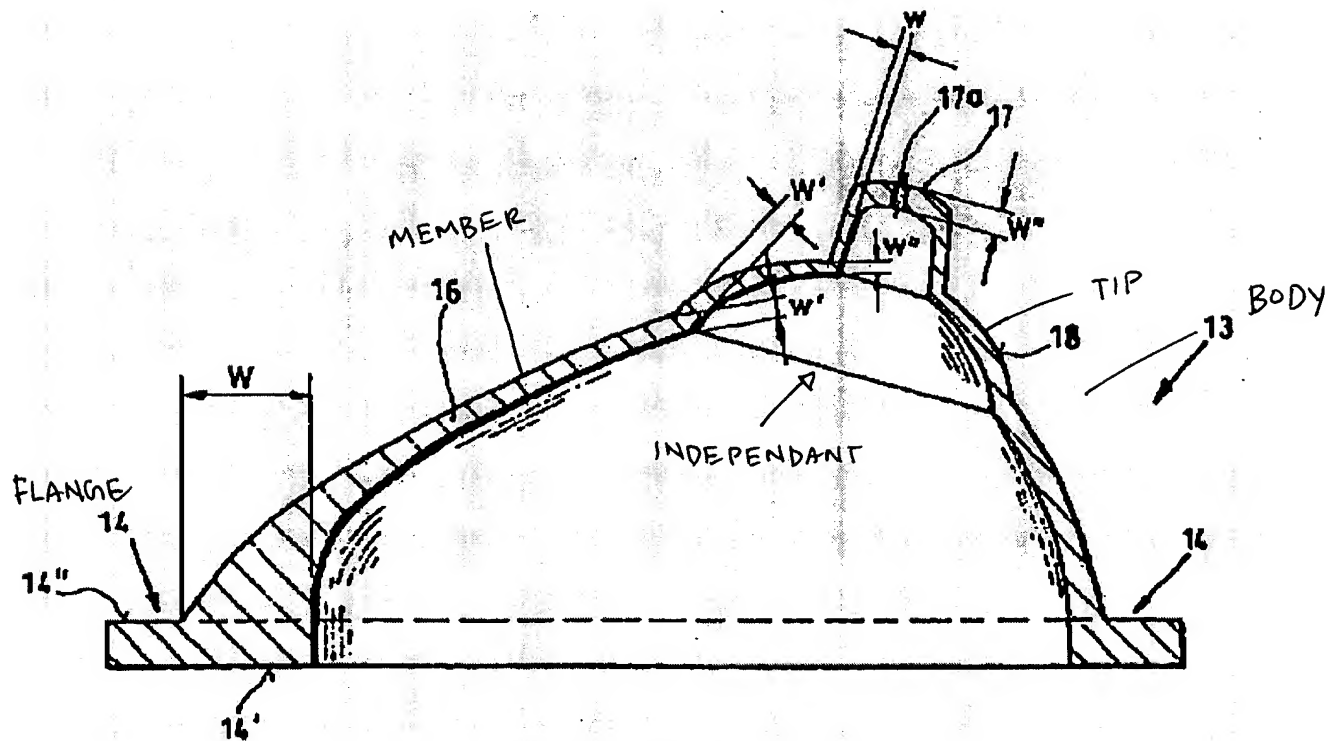 w
17a
17
W'
W"
MEMBER
w"
16
w'
TIP
BODY
13
18
W
INDEPENDANT
FLANGE
14
14
14"
14'